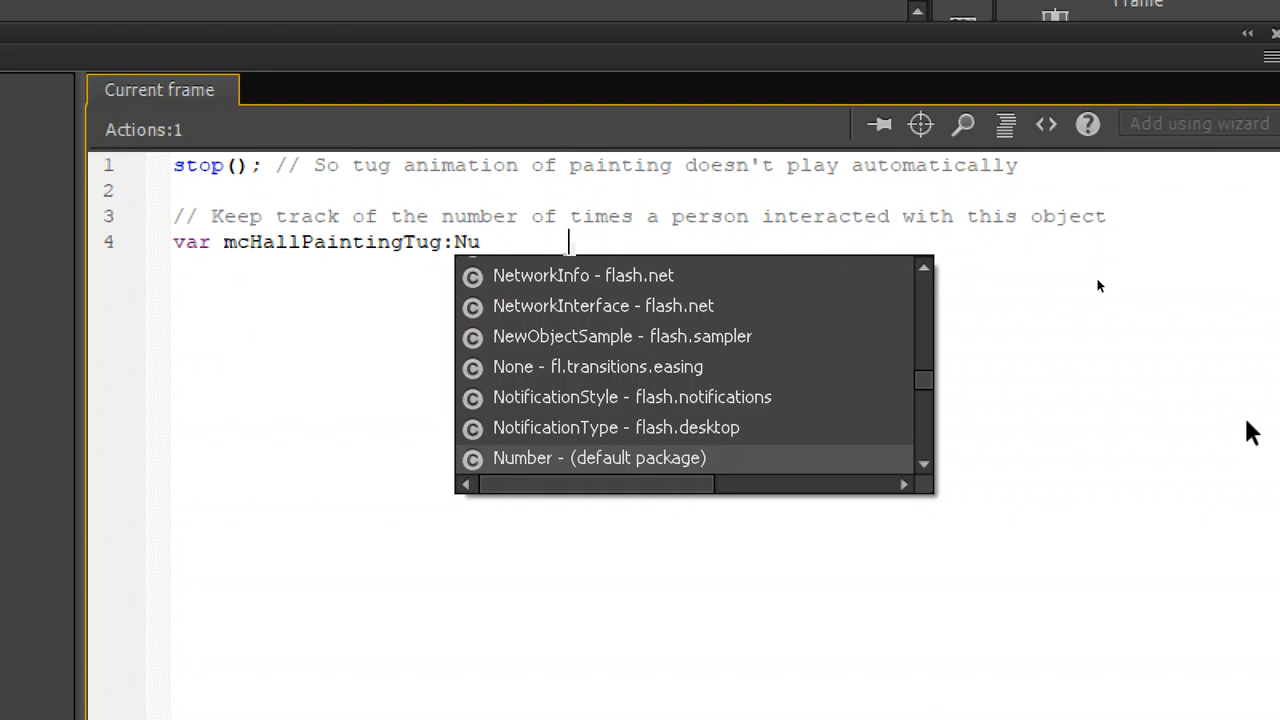 Frame
Current frame
Actions:1
Add using wizard
1 stop(); // So tug animation of painting doesn't play automatically
2
3 // Keep track of the number of times a person interacted with this object
4 var mcHallPaintingTug:Nu
NetworkInfo - flash.net
NetworkInterface - flash.net
NewObjectSample - flash.sampler
None - fl.transitions.easing
NotificationStyle - flash.notifications
NotificationType - flash.desktop
Number - (default package)